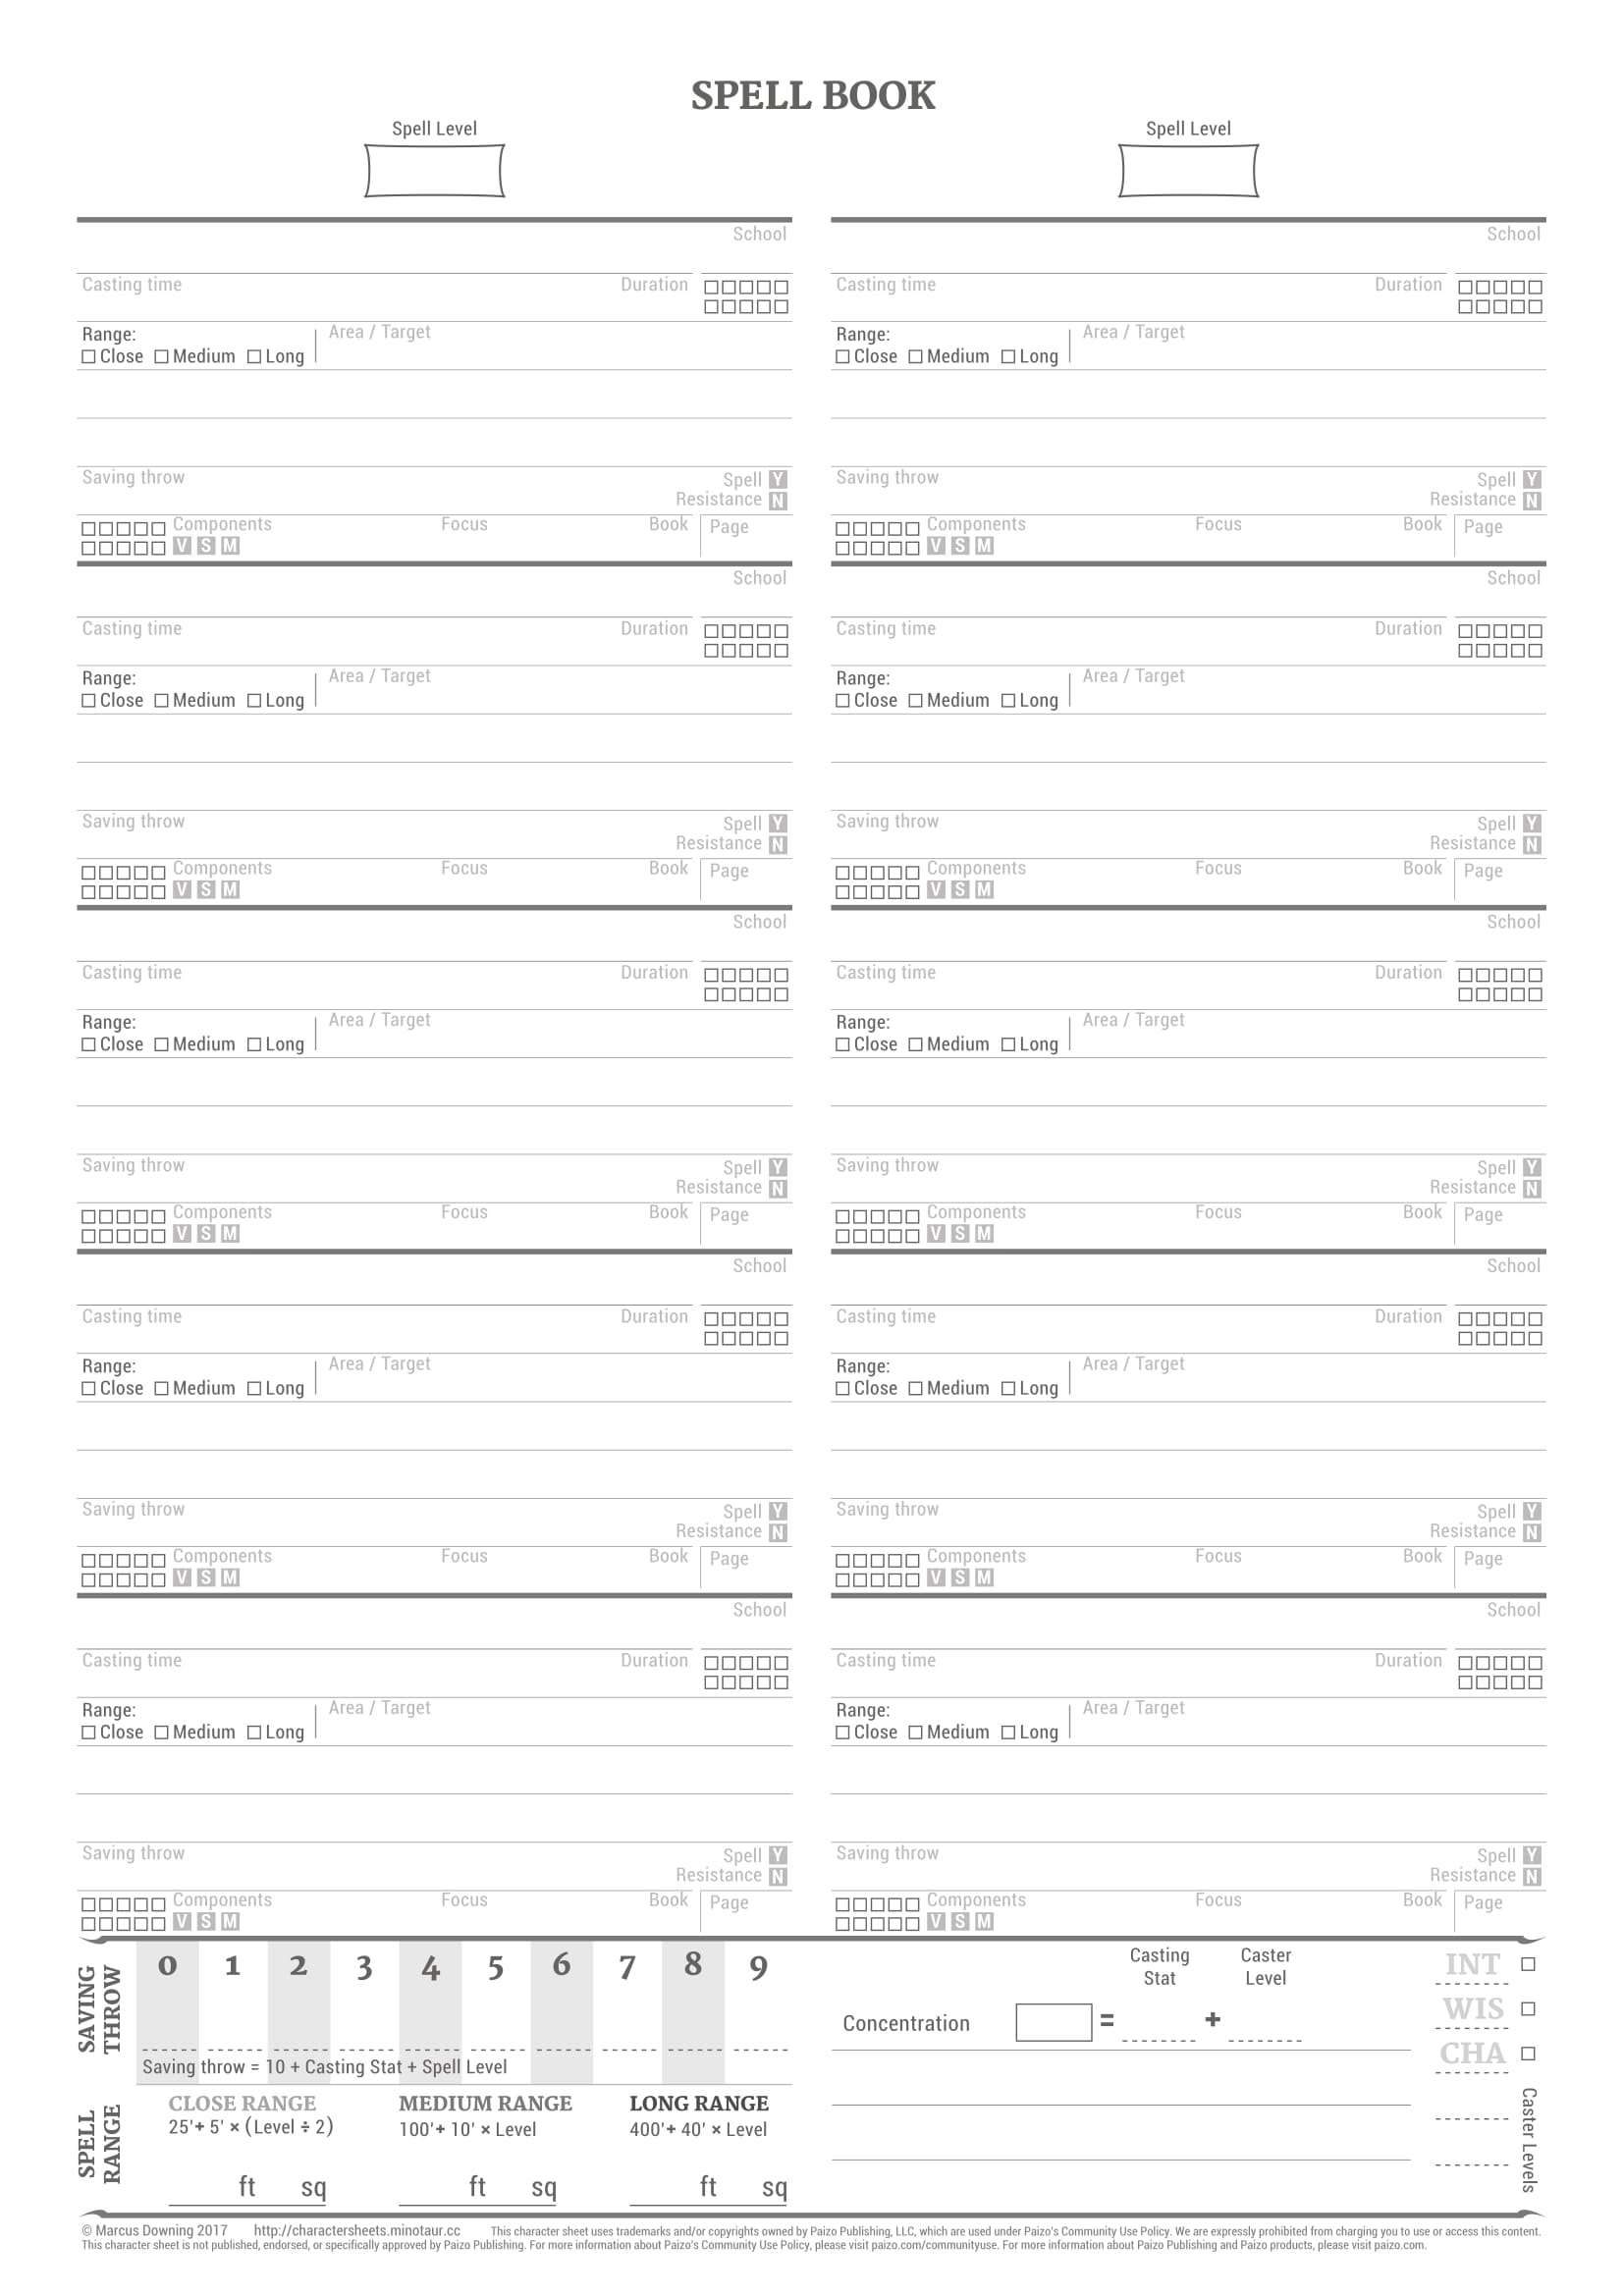 SPELL BOOK
Spell Level
School
Casting time Duration
Range: Area / Target
Close Medium Long
Saving throw Spell Y
Resistance N
Components Focus Book Page
V S M
School
Casting time Duration
Range: Area / Target
Close Medium Long
Saving throw Spell Y
Resistance N
Components Focus Book Page
V S M
School
Casting time Duration
Range: Area / Target
Close Medium Long
Saving throw Spell Y
Resistance N
Components Focus Book Page
V S M
School
Casting time Duration
Range: Area / Target
Close Medium Long
Saving throw Spell Y
Resistance N
Components Focus Book Page
V S M
School
Casting time Duration
Range: Area / Target
Close Medium Long
Saving throw Spell Y
Resistance N
Components Focus Book Page
V S M
Spell Level
School
Casting time Duration
Range: Area / Target
Close Medium Long
Saving throw Spell Y
Resistance N
Components Focus Book Page
V S M
School
Casting time Duration
Range: Area / Target
Close Medium Long
Saving throw Spell Y
Resistance N
Components Focus Book Page
V S M
School
Casting time Duration
Range: Area / Target
Close Medium Long
Saving throw Spell Y
Resistance N
Components Focus Book Page
V S M
School
Casting time Duration
Range: Area / Target
Close Medium Long
Saving throw Spell Y
Resistance N
Components Focus Book Page
V S M
School
Casting time Duration
Range: Area / Target
Close Medium Long
Saving throw Spell Y
Resistance N
Components Focus Book Page
V S M
SAVING
THROW
0 1 2 3 4 5 6 7 8 9
Saving throw = 10 + Casting Stat + Spell Level
SPELL
RANGE
CLOSE RANGE MEDIUM RANGE LONG RANGE
25'+ 5' × (Level ÷ 2) 100'+ 10' × Level 400'+ 40' × Level
ft sq ft sq ft sq
Casting Caster
Stat Level
Concentration = +
INT
WIS
CHA
Caster Levels
© Marcus Downing 2017 http://charactersheets.minotaur.cc This character sheet uses trademarks and/or copyrights owned by Paizo Publishing, LLC, which are used under Paizo's Community Use Policy. We are expressly prohibited from charging you to use or access this content.
This character sheet is not published, endorsed, or specifically approved by Paizo Publishing. For more information about Paizo's Community Use Policy, please visit paizo.com/communityuse. For more information about Paizo Publishing and Paizo products, please visit paizo.com.